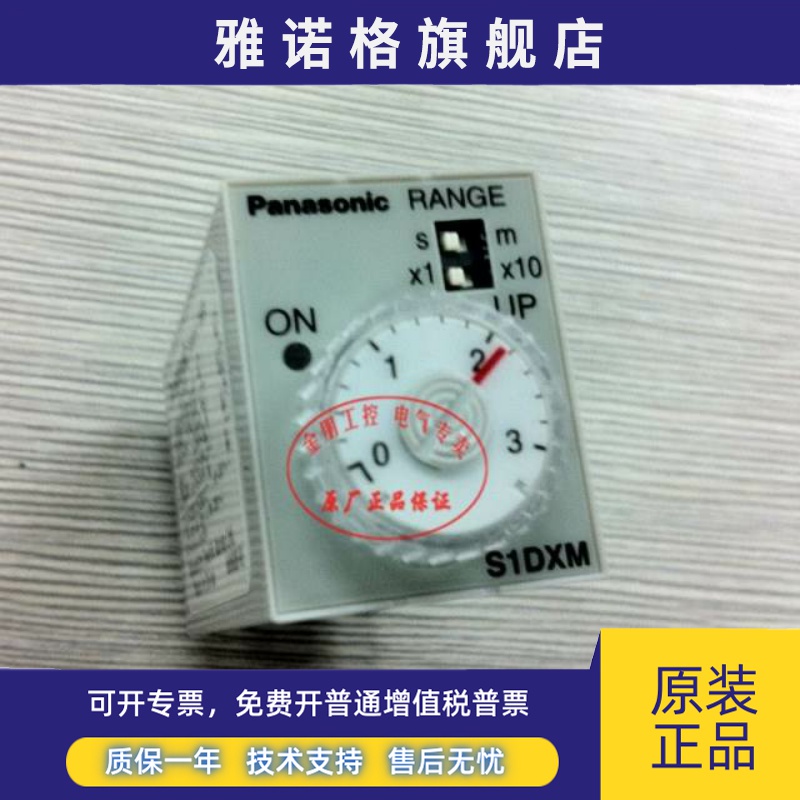 雅诺格旗舰店
Panasonic RANGE
s m
x1 x10
UP
ON
1
2
0
3
金明工控 电气专卖
原厂正品保证
S1DXM
可开专票，免费开普通增值税普票
质保一年 技术支持 售后无忧
原装
正品